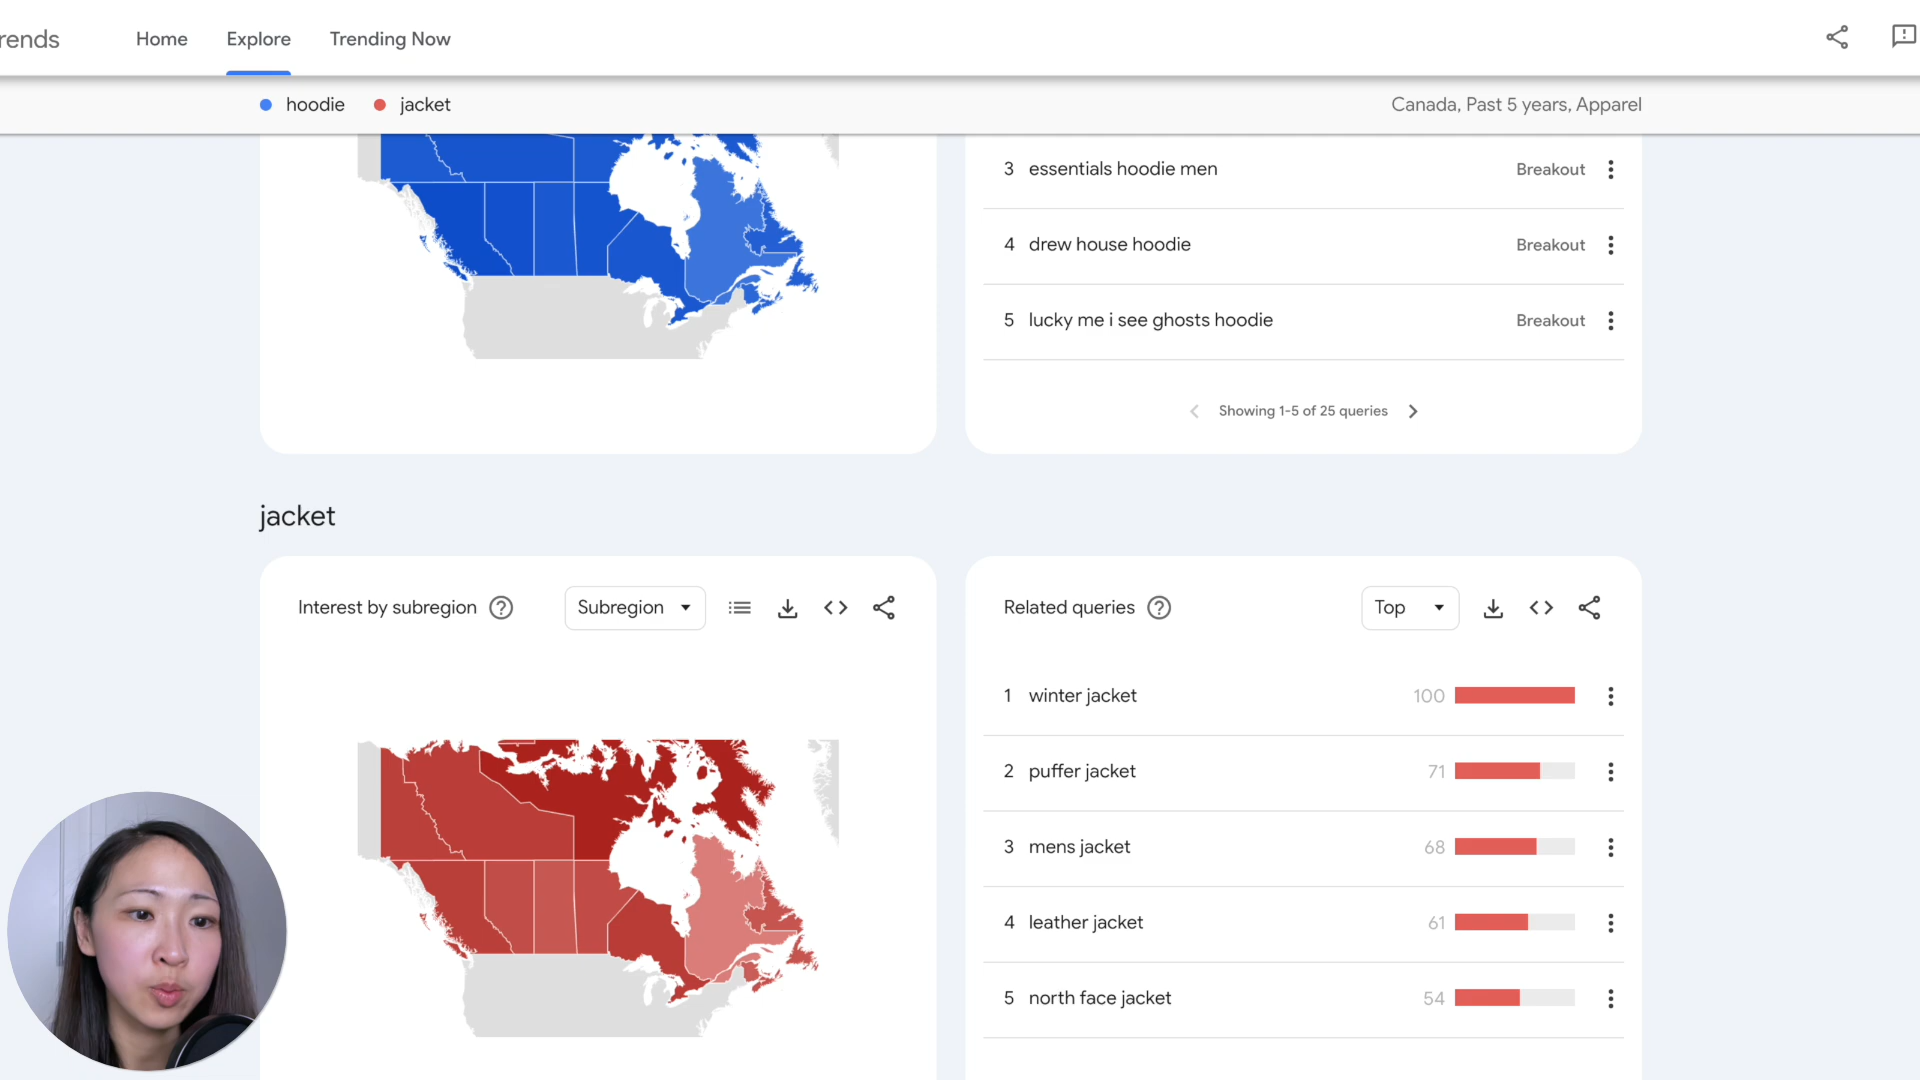 rends
Home
Explore
Trending Now
hoodie
jacket
Canada, Past 5 years, Apparel
3 essentials hoodie men Breakout
4 drew house hoodie Breakout
5 lucky me i see ghosts hoodie Breakout
Showing 1-5 of 25 queries
jacket
Interest by subregion
Subregion
Related queries
Top
1 winter jacket 100
2 puffer jacket 71
3 mens jacket 68
4 leather jacket 61
5 north face jacket 54